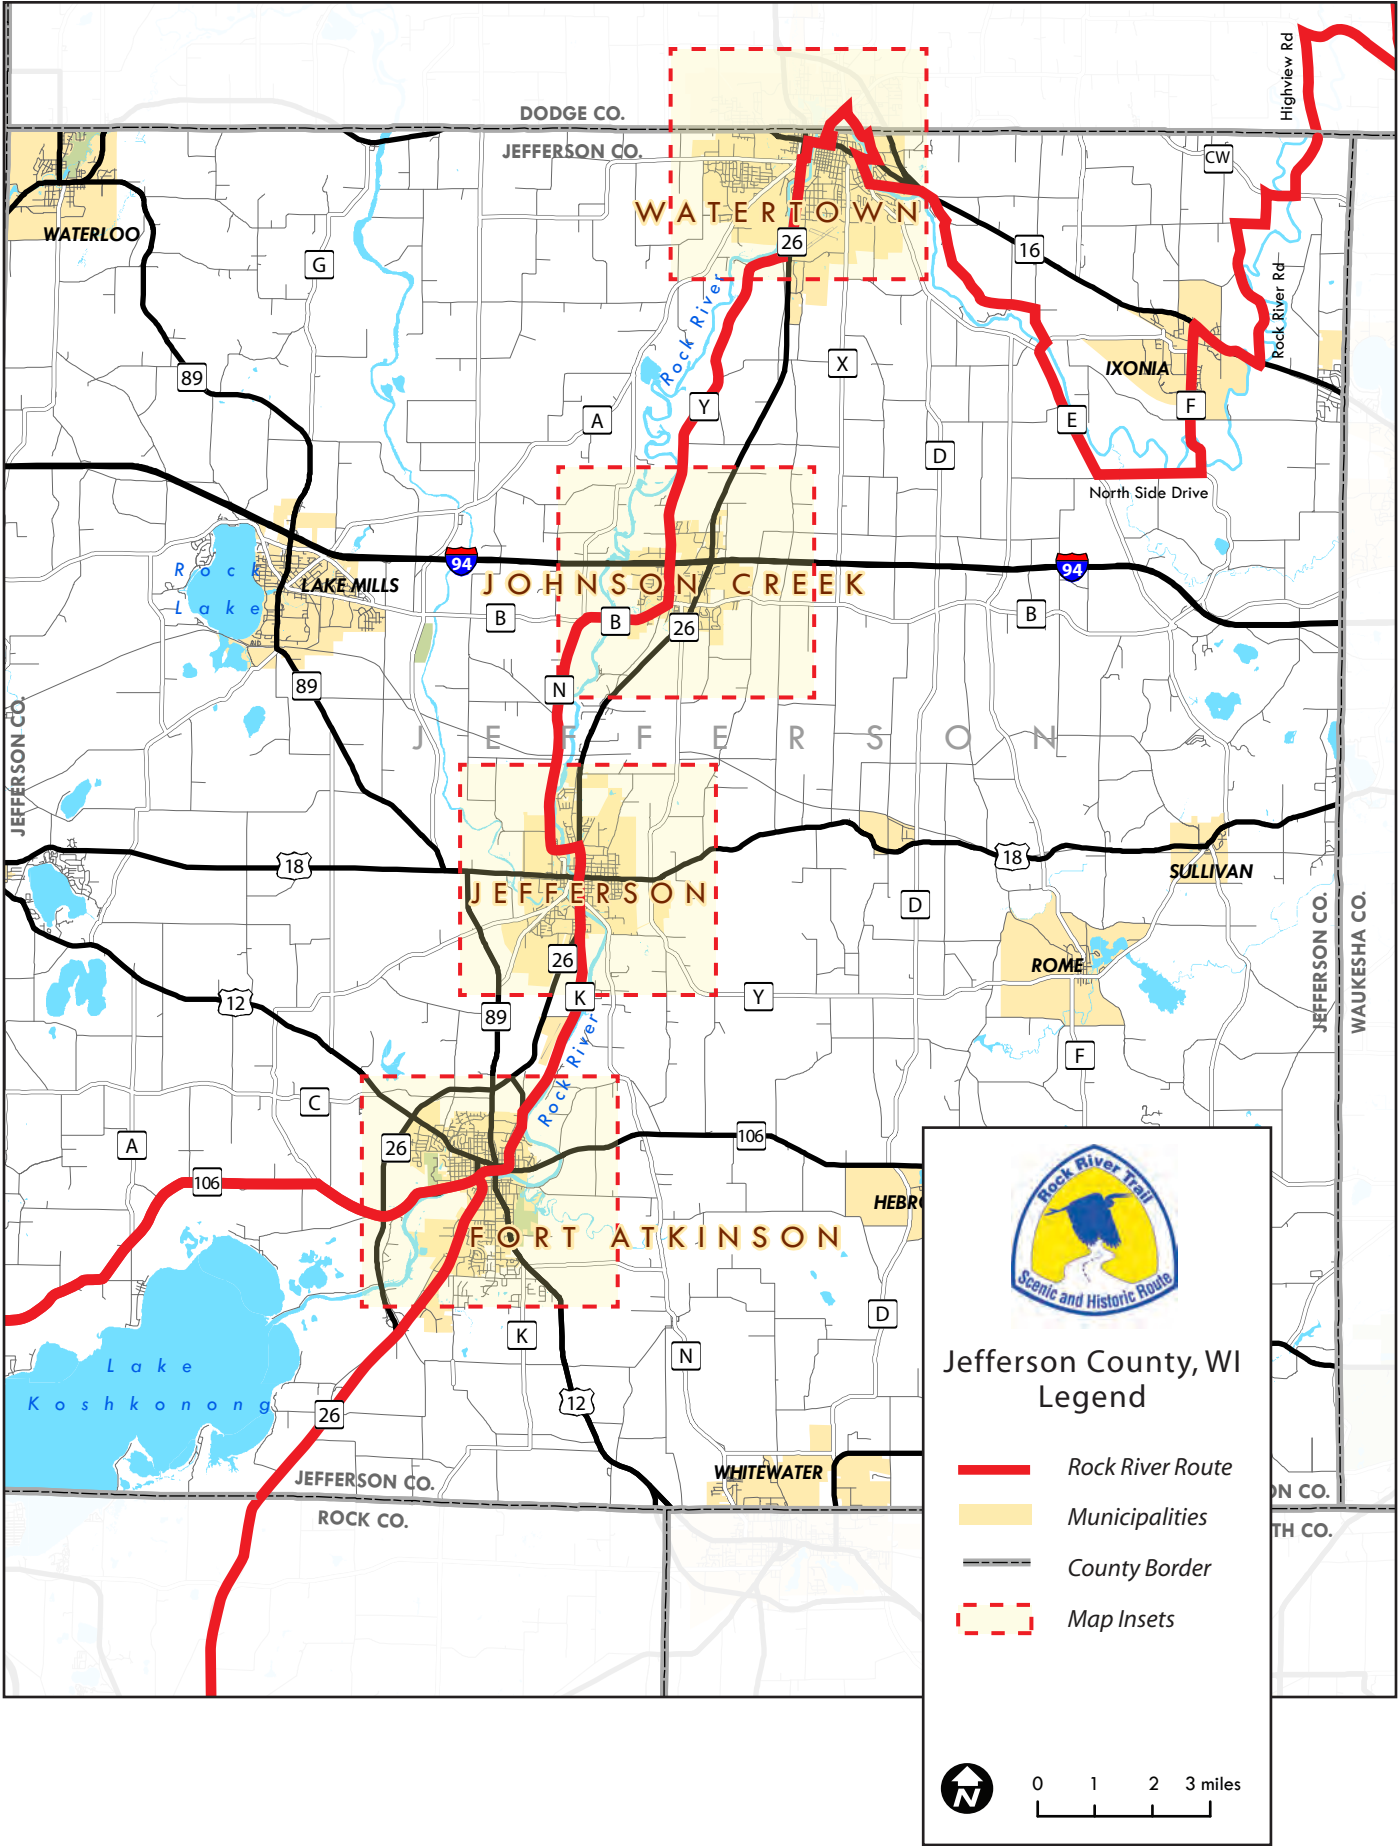 Highview Rd
DODGE CO.
JEFFERSON CO.
CW
WATERTOWN
WATERLOO
26
16
G
Rock River
Rock River Rd
X
IXONIA
89
Y
F
A
E
D
North Side Drive
94
94
Rock
Lake
LAKE MILLS
JOHNSON CREEK
B
B
26
B
89
N
JEFFERSON
JEFFERSON CO.
18
18
SULLIVAN
JEFFERSON
D
JEFFERSON CO.
WAUKESHA CO.
26
ROME
12
K
Y
89
Rock River
F
C
26
106
A
106
HEBR
FORT ATKINSON
D
K
N
Lake
Koshkonong
12
26
WHITEWATER
JEFFERSON CO.
ROCK CO.
ON CO.
TH CO.
Rock River Trail
Scenic and Historic Route
Jefferson County, WI
Legend
Rock River Route
Municipalities
County Border
Map Insets
N
0 1 2 3 miles